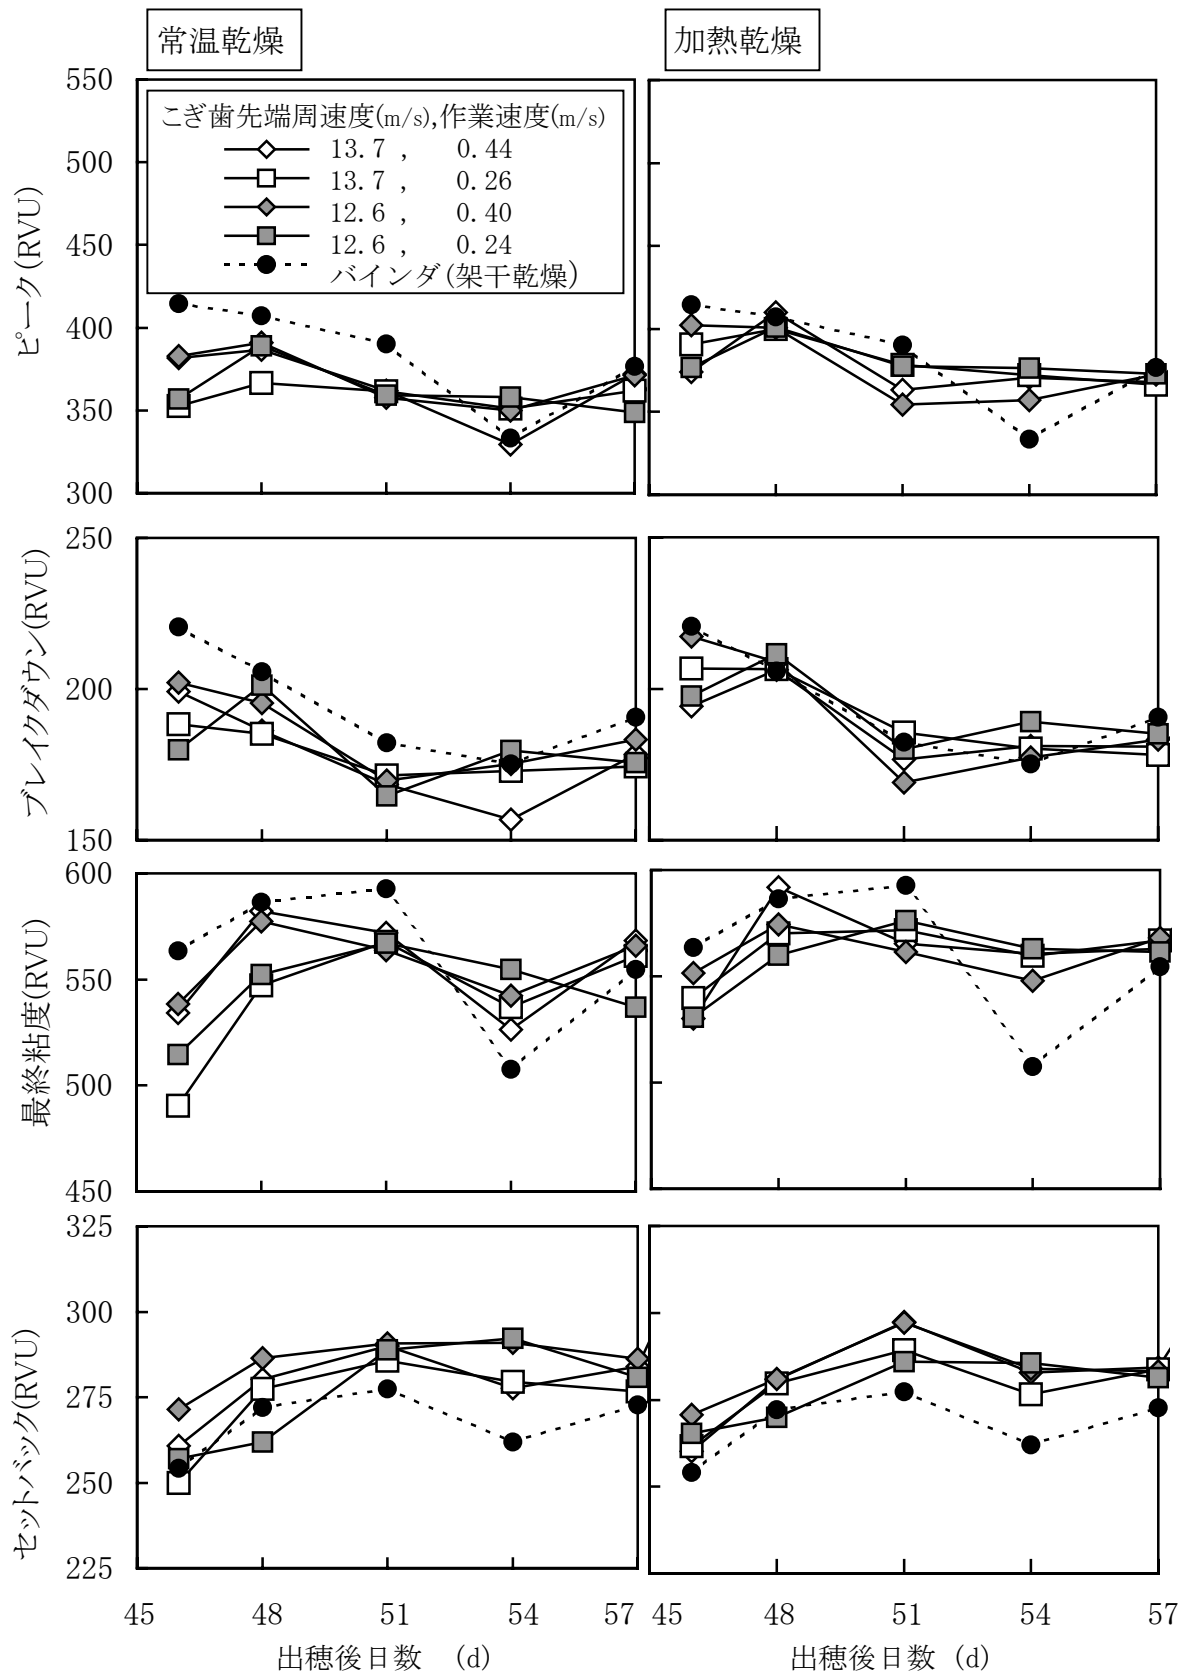 常温乾燥
加熱乾燥
こぎ歯先端周速度(m/s),作業速度(m/s)
13.7 , 0.44
13.7 , 0.26
12.6 , 0.40
12.6 , 0.24
バインダ(架干乾燥)
ピーク(RVU)
550
500
450
400
350
300
ブレイクダウン(RVU)
250
200
150
最終粘度(RVU)
600
550
500
450
セットバック(RVU)
325
300
275
250
225
45 48 51 54 57
45 48 51 54 57
出穂後日数 (d)
出穂後日数 (d)